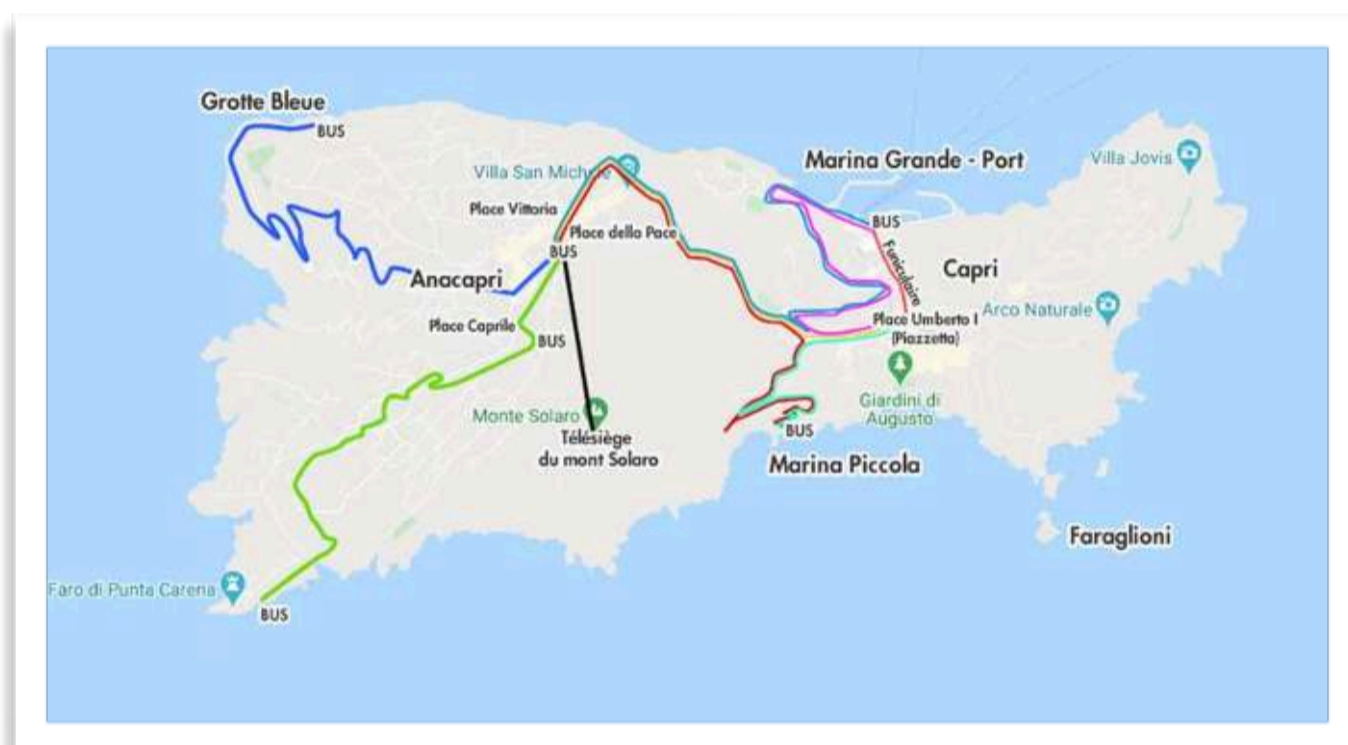 Grotte Bleue
BUS
Villa San Michele
Marina Grande - Port
Villa Jovis
Place Vittoria
BUS
Place della Pace
BUS
Funiculaire
Capri
Anacapri
Arco Naturale
Place Caprile
Place Umberto I
(Piazzetta)
BUS
Giardini di
Augusto
Monte Solaro
Télésiège
du mont Solaro
BUS
Marina Piccola
Faraglioni
Faro di Punta Carena
BUS